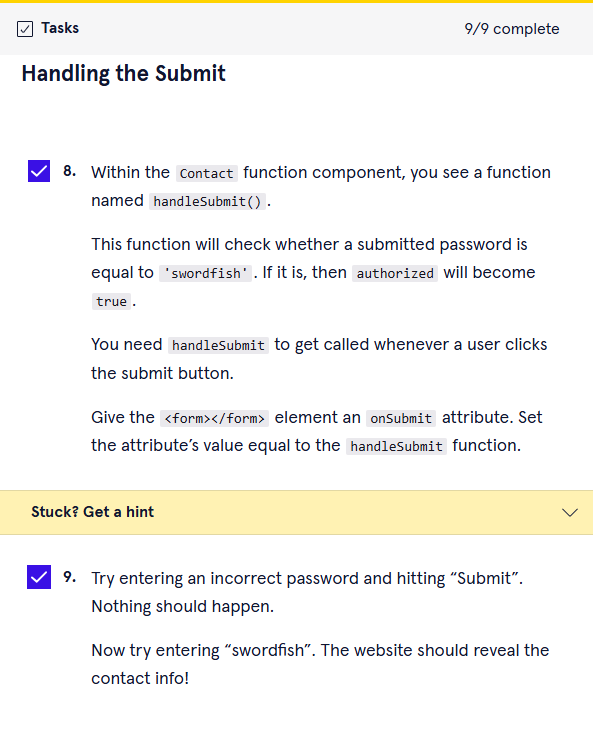 Tasks 9/9 complete
Handling the Submit
8. Within the Contact function component, you see a function
named handleSubmit().
This function will check whether a submitted password is
equal to 'swordfish'. If it is, then authorized will become
true.
You need handleSubmit to get called whenever a user clicks
the submit button.
Give the <form></form> element an onSubmit attribute. Set
the attribute’s value equal to the handleSubmit function.
Stuck? Get a hint
9. Try entering an incorrect password and hitting “Submit”.
Nothing should happen.
Now try entering “swordfish”. The website should reveal the
contact info!